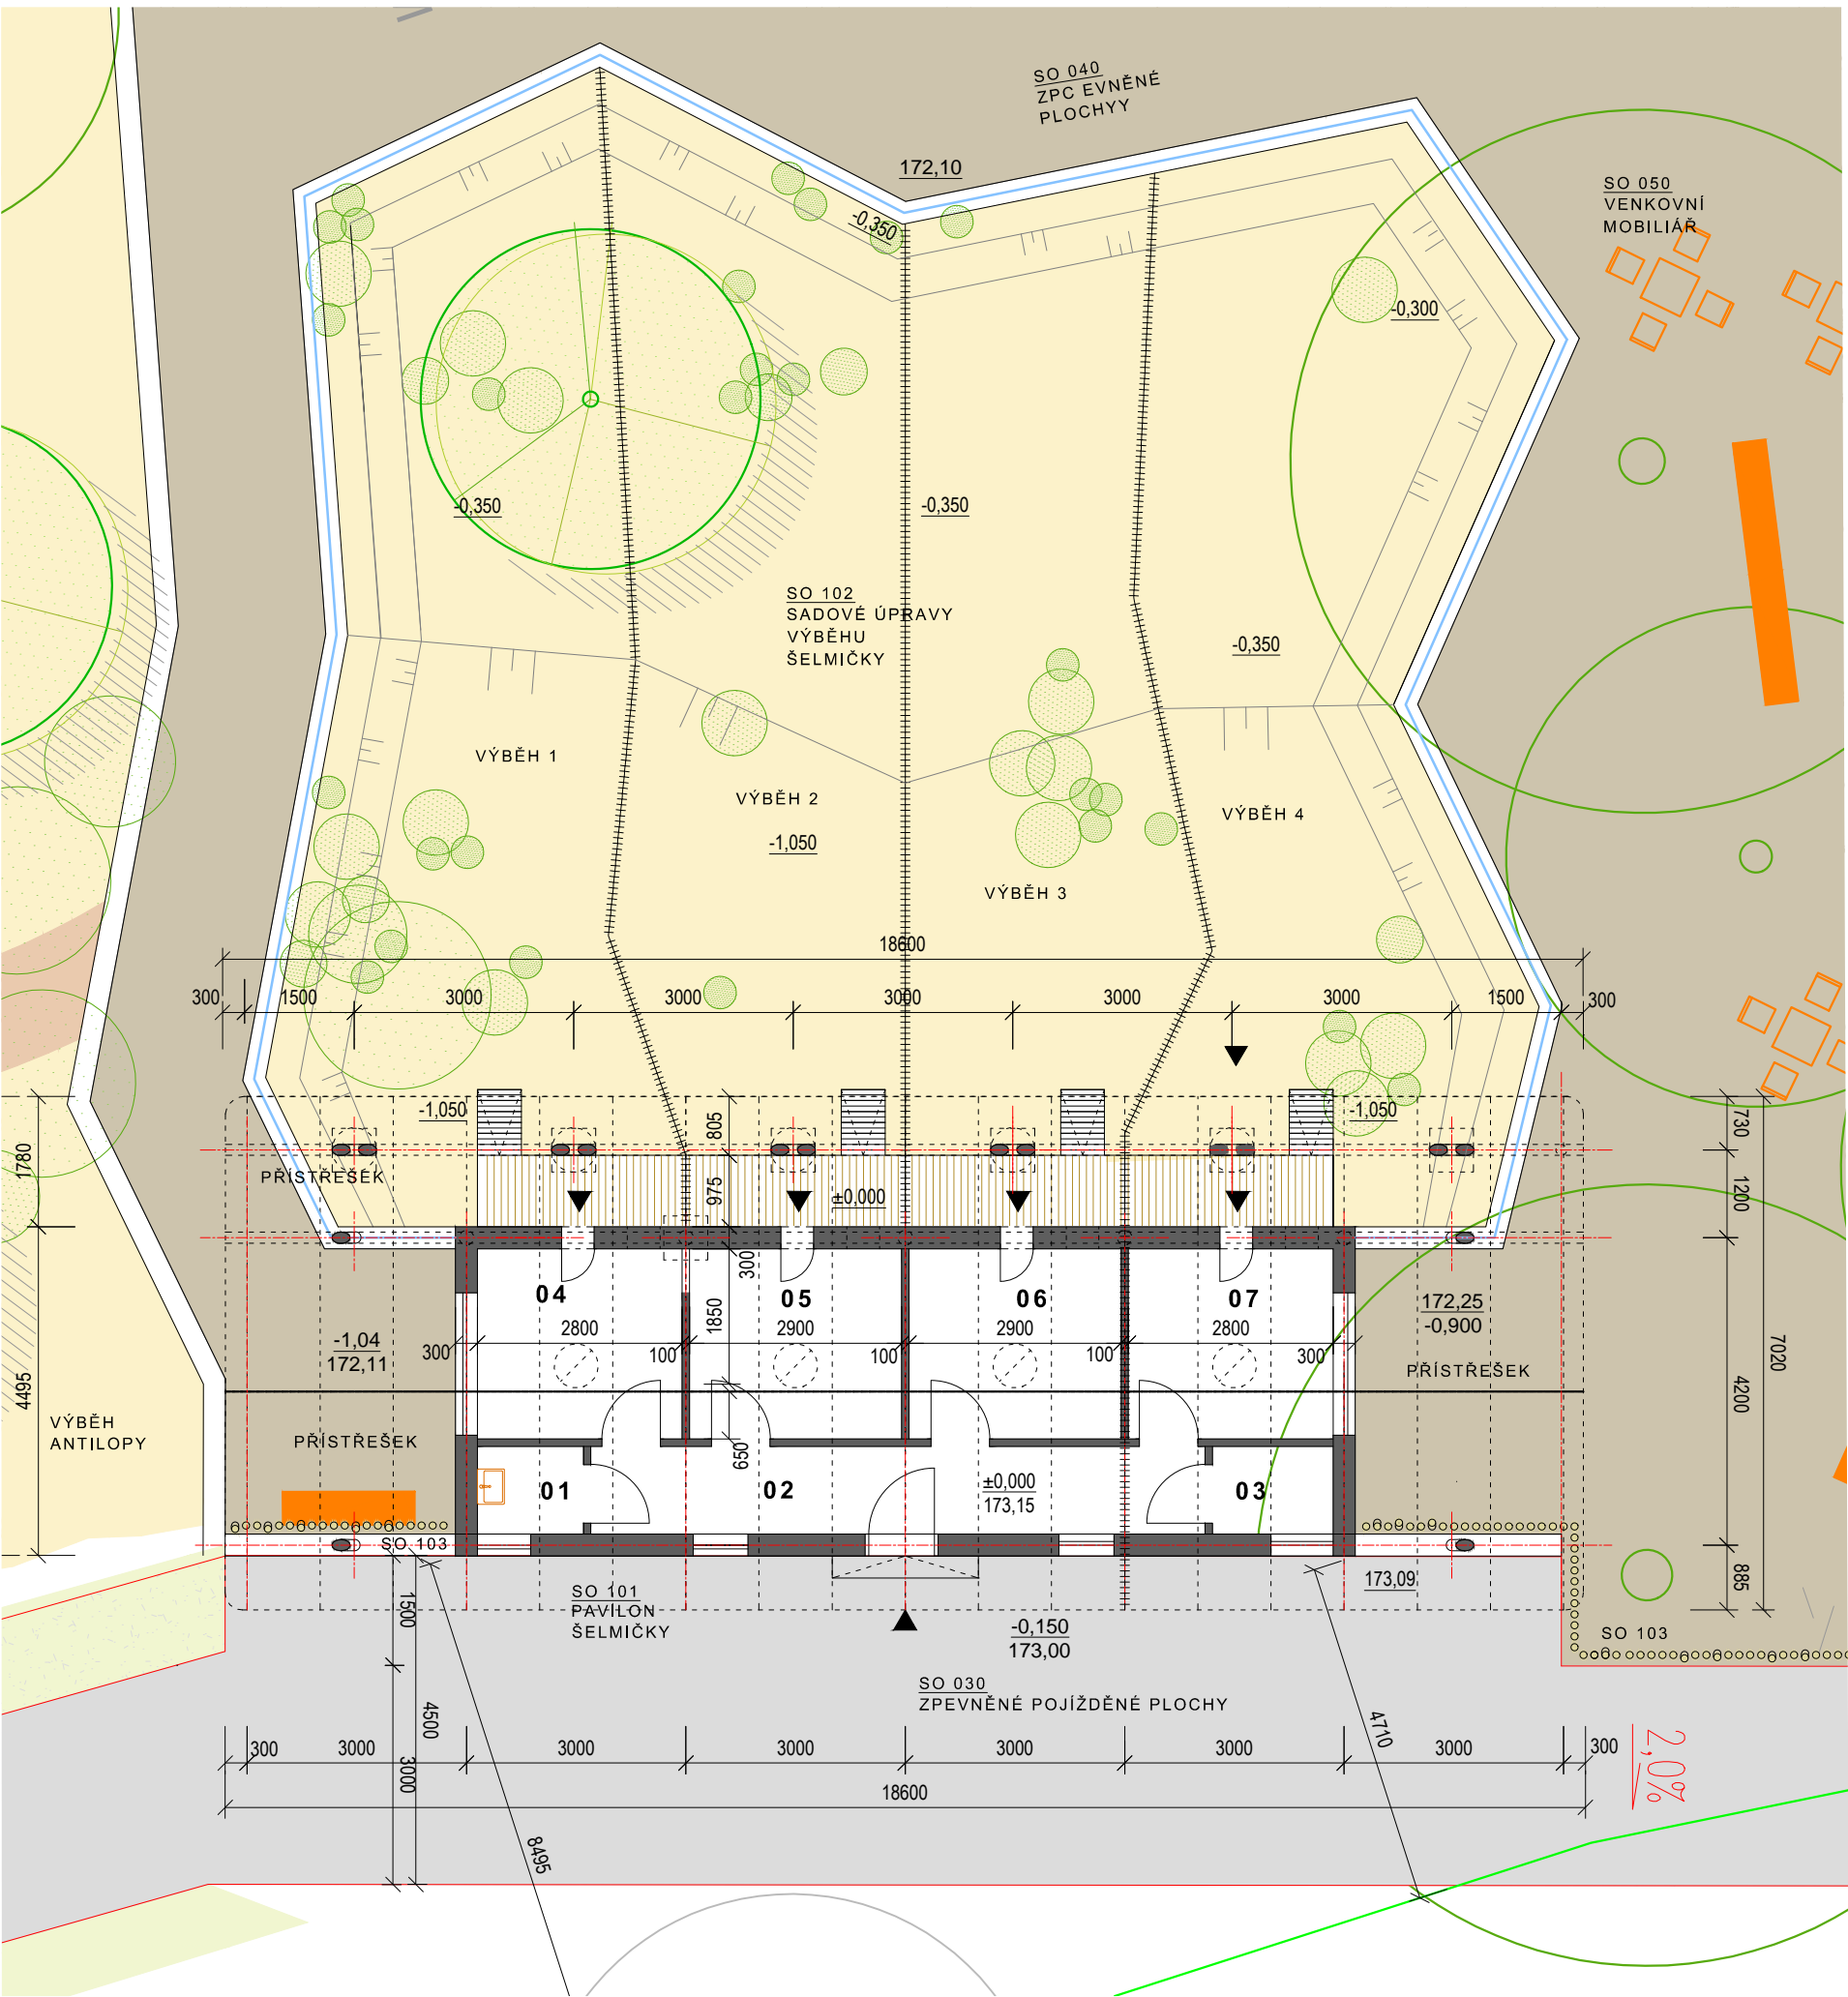 SO 040
ZPC EVNĚNÉ
PLOCHYY
172,10
SO 050
VENKOVNÍ
MOBILIÁŘ
-0,350
-0,300
-0,350
-0,350
SO 102
SADOVÉ ÚPRAVY
VÝBĚHU
ŠELMIČKY
-0,350
VÝBĚH 1
VÝBĚH 2
-1,050
VÝBĚH 4
VÝBĚH 3
18600
300
1500
3000
3000
3000
3000
3000
1500
300
-1,050
-1,050
805
730
1780
PŘÍSTŘEŠEK
975
±0,000
1200
300
04
05
06
07
1850
172,25
-0,900
-1,04
172,11
300
2800
100
2900
100
2900
100
2800
300
7020
PŘÍSTŘEŠEK
4495
4200
VÝBĚH
ANTILOPY
PŘÍSTŘEŠEK
650
01
02
±0,000
173,15
03
SO 103
885
173,09
1500
SO 101
PAVILON
ŠELMIČKY
-0,150
173,00
SO 103
SO 030
ZPEVNĚNÉ POJÍŽDĚNÉ PLOCHY
4500
4710
300
3000
3000
3000
3000
3000
3000
300
2,0%
3000
18600
8495